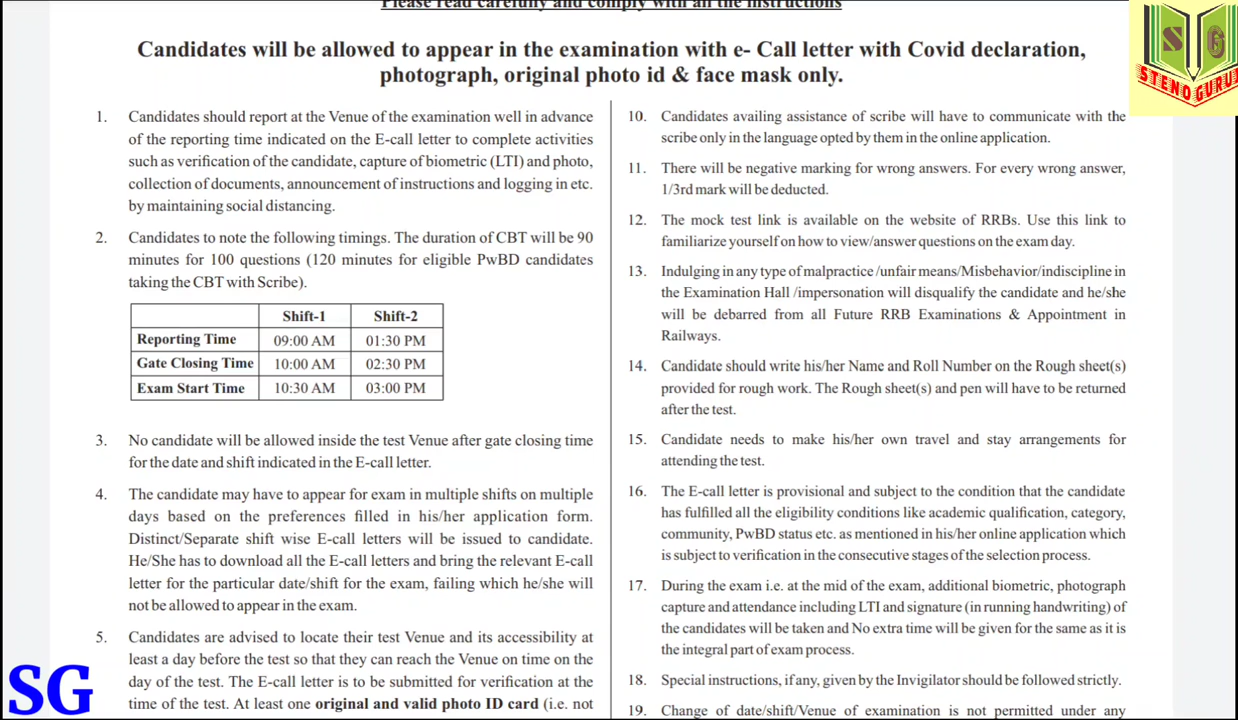 Please read carefully and comply with all the instructions
Candidates will be allowed to appear in the examination with e- Call letter with Covid declaration,
photograph, original photo id & face mask only.
1. Candidates should report at the Venue of the examination well in advance
of the reporting time indicated on the E-call letter to complete activities
such as verification of the candidate, capture of biometric (LTI) and photo,
collection of documents, announcement of instructions and logging in etc.
by maintaining social distancing.
2. Candidates to note the following timings. The duration of CBT will be 90
minutes for 100 questions (120 minutes for eligible PwBD candidates
taking the CBT with Scribe).
Shift-1 Shift-2
Reporting Time 09:00 AM 01:30 PM
Gate Closing Time 10:00 AM 02:30 PM
Exam Start Time 10:30 AM 03:00 PM
3. No candidate will be allowed inside the test Venue after gate closing time
for the date and shift indicated in the E-call letter.
4. The candidate may have to appear for exam in multiple shifts on multiple
days based on the preferences filled in his/her application form.
Distinct/Separate shift wise E-call letters will be issued to candidate.
He/She has to download all the E-call letters and bring the relevant E-call
letter for the particular date/shift for the exam, failing which he/she will
not be allowed to appear in the exam.
5. Candidates are advised to locate their test Venue and its accessibility at
least a day before the test so that they can reach the Venue on time on the
day of the test. The E-call letter is to be submitted for verification at the
time of the test. At least one original and valid photo ID card (i.e. not
10. Candidates availing assistance of scribe will have to communicate with the
scribe only in the language opted by them in the online application.
11. There will be negative marking for wrong answers. For every wrong answer,
1/3rd mark will be deducted.
12. The mock test link is available on the website of RRBs. Use this link to
familiarize yourself on how to view/answer questions on the exam day.
13. Indulging in any type of malpractice /unfair means/Misbehavior/indiscipline in
the Examination Hall /impersonation will disqualify the candidate and he/she
will be debarred from all Future RRB Examinations & Appointment in
Railways.
14. Candidate should write his/her Name and Roll Number on the Rough sheet(s)
provided for rough work. The Rough sheet(s) and pen will have to be returned
after the test.
15. Candidate needs to make his/her own travel and stay arrangements for
attending the test.
16. The E-call letter is provisional and subject to the condition that the candidate
has fulfilled all the eligibility conditions like academic qualification, category,
community, PwBD status etc. as mentioned in his/her online application which
is subject to verification in the consecutive stages of the selection process.
17. During the exam i.e. at the mid of the exam, additional biometric, photograph
capture and attendance including LTI and signature (in running handwriting) of
the candidates will be taken and No extra time will be given for the same as it is
the integral part of exam process.
18. Special instructions, if any, given by the Invigilator should be followed strictly.
19. Change of date/shift/Venue of examination is not permitted under any
S G
STENO GURU
SG